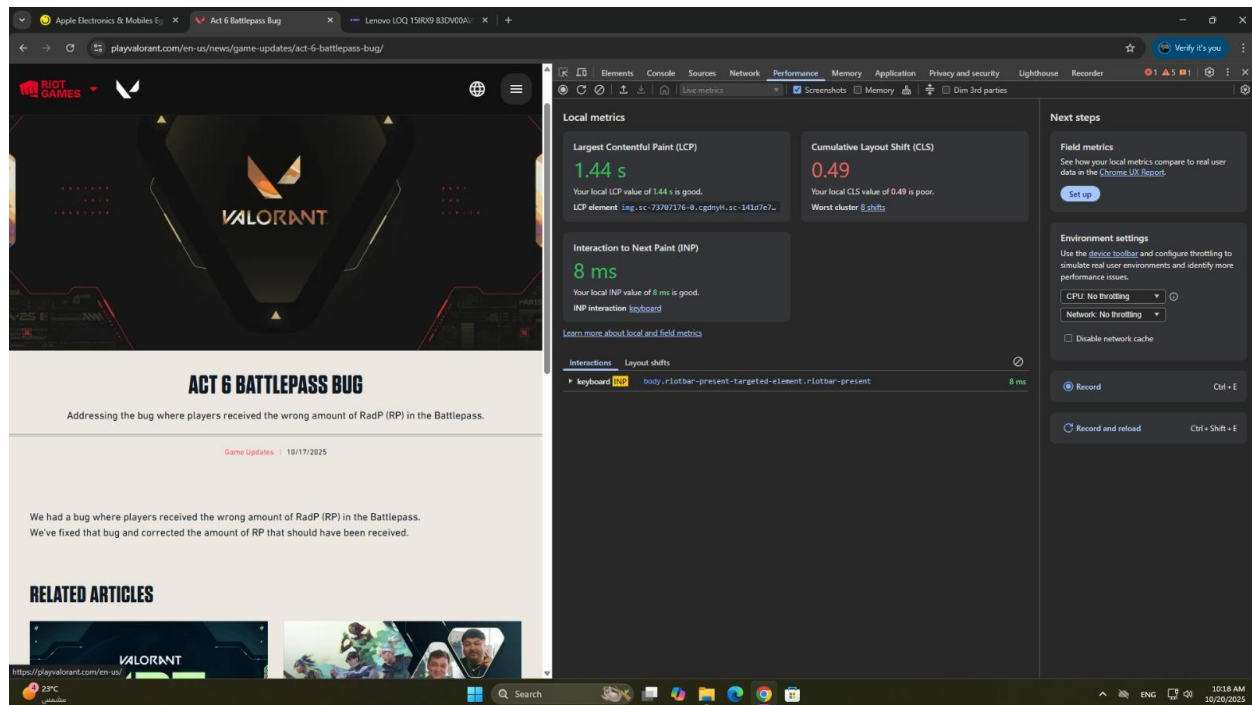 Apple Electronics & Mobiles Eg
Act 6 Battlepass Bug
Lenovo LOQ 15IRX9 83DV00A
playvalorant.com/en-us/news/game-updates/act-6-battlepass-bug/
Verify it's you
RIOT
GAMES
VALORANT
ACT 6 BATTLEPASS BUG
Addressing the bug where players received the wrong amount of RadP (RP) in the Battlepass.
Game Updates | 10/17/2025
We had a bug where players received the wrong amount of RadP (RP) in the Battlepass.
We've fixed that bug and corrected the amount of RP that should have been received.
RELATED ARTICLES
VALORANT
https://playvalorant.com/en-us/
Elements Console Sources Network Performance Memory Application Privacy and security Lighthouse Recorder 1 5 1
Live metrics Screenshots Memory Dim 3rd parties
Local metrics
Largest Contentful Paint (LCP)
1.44 s
Your local LCP value of 1.44 s is good.
LCP element img.sc-73707176-0.cgdnyH.sc-141d7e7…
Cumulative Layout Shift (CLS)
0.49
Your local CLS value of 0.49 is poor.
Worst cluster 8 shifts
Interaction to Next Paint (INP)
8 ms
Your local INP value of 8 ms is good.
INP interaction keyboard
Learn more about local and field metrics
Interactions Layout shifts
keyboard INP body.riotbar-present-targeted-element.riotbar-present 8 ms
Next steps
Field metrics
See how your local metrics compare to real user
data in the Chrome UX Report.
Set up
Environment settings
Use the device toolbar and configure throttling to
simulate real user environments and identify more
performance issues.
CPU: No throttling
Network: No throttling
Disable network cache
Record Ctrl + E
Record and reload Ctrl + Shift + E
4
23°C
مشمس
Search
ENG
10:18 AM
10/20/2025